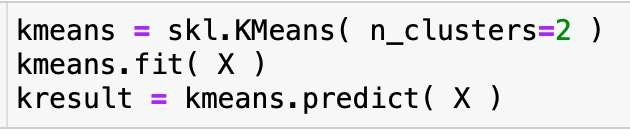 kmeans = skl.KMeans( n_clusters=2 )
kmeans.fit( X )
kresult = kmeans.predict( X )